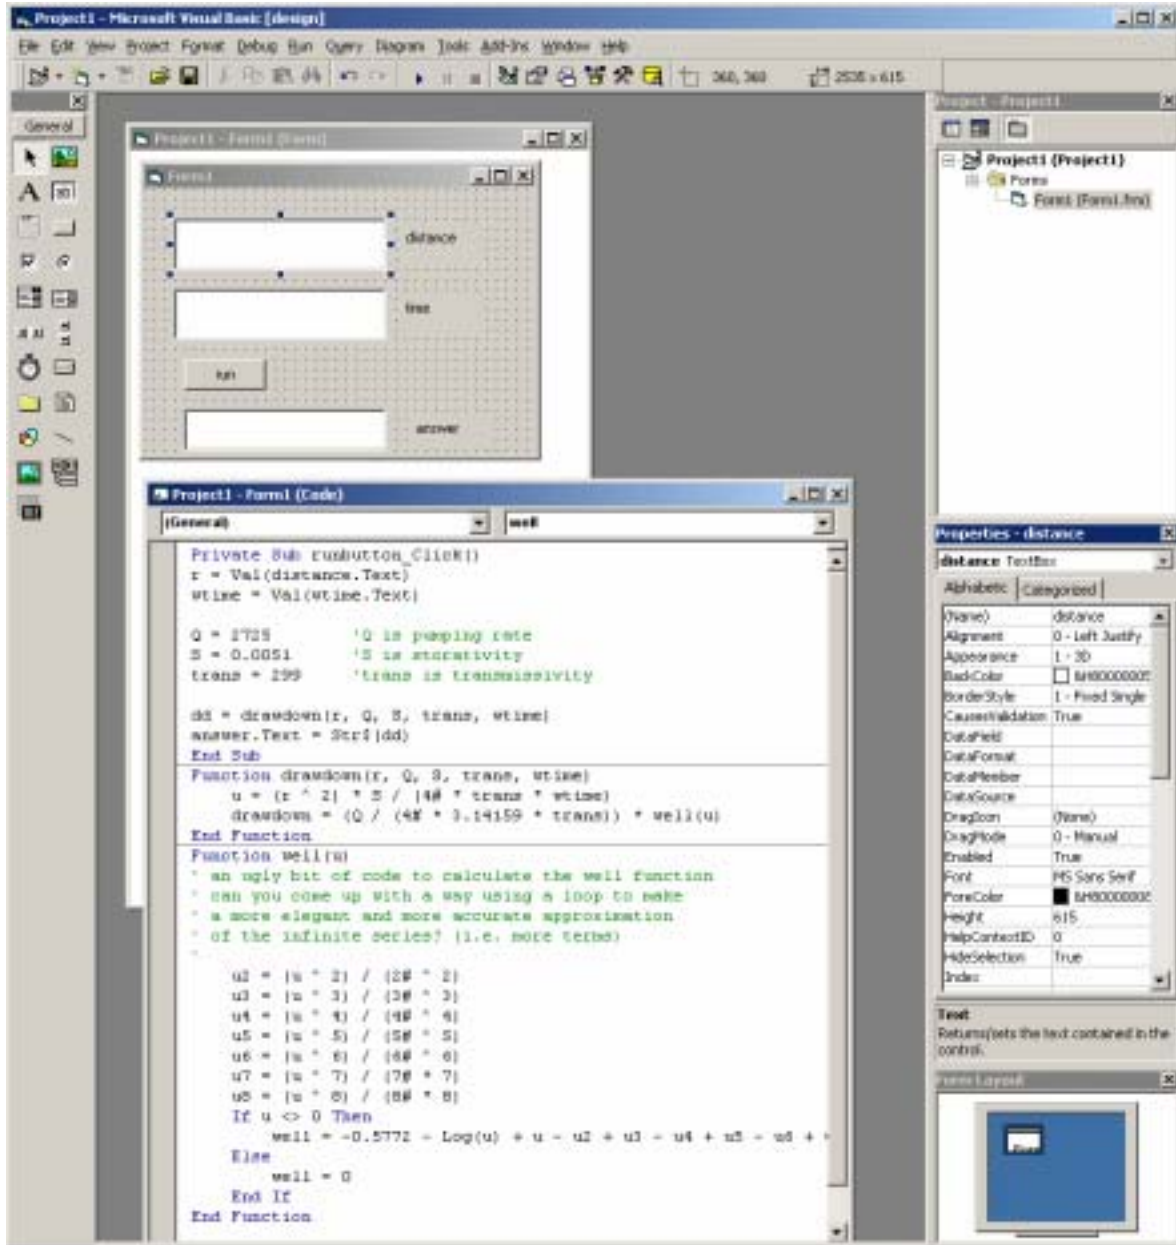 Project1 - Microsoft Visual Basic [design]
File Edit View Project Format Debug Run Query Diagram Tools Add-Ins Window Help
360, 360
2535 x 615
General
Project1 - Form1 (Form)
Form1
distance
time
run
answer
Project1 - Form1 (Code)
(General)
well
Private Sub runbutton_Click()
r = Val(distance.Text)
wtime = Val(wtime.Text)
Q = 2725 'Q is pumping rate
S = 0.0051 'S is storativity
trans = 299 'trans is transmissivity
dd = drawdown(r, Q, S, trans, wtime)
answer.Text = Str$(dd)
End Sub
Function drawdown(r, Q, S, trans, wtime)
u = (r ^ 2) * S / (4# * trans * wtime)
drawdown = (Q / (4# * 3.14159 * trans)) * well(u)
End Function
Function well(u)
' an ugly bit of code to calculate the well function
' can you come up with a way using a loop to make
' a more elegant and more accurate approximation
' of the infinite series? (i.e. more terms)
'
u2 = (u ^ 2) / (2# ^ 2)
u3 = (u ^ 3) / (3# ^ 3)
u4 = (u ^ 4) / (4# ^ 4)
u5 = (u ^ 5) / (5# ^ 5)
u6 = (u ^ 6) / (6# ^ 6)
u7 = (u ^ 7) / (7# * 7)
u8 = (u ^ 8) / (8# * 8)
If u <> 0 Then
well = -0.5772 - Log(u) + u - u2 + u3 - u4 + u5 - u6 +
Else
well = 0
End If
End Function
Project - Project1
Project1 (Project1)
Forms
Form1 (Form1.frm)
Properties - distance
distance TextBox
Alphabetic Categorized
(Name) distance
Alignment 0 - Left Justify
Appearance 1 - 3D
BackColor &H80000005
BorderStyle 1 - Fixed Single
CausesValidation True
DataField
DataFormat
DataMember
DataSource
DragIcon (None)
DragMode 0 - Manual
Enabled True
Font MS Sans Serif
ForeColor
Height 615
HelpContextID 0
HideSelection True
Index
Text
Returns/sets the text contained in the
control.
Form Layout